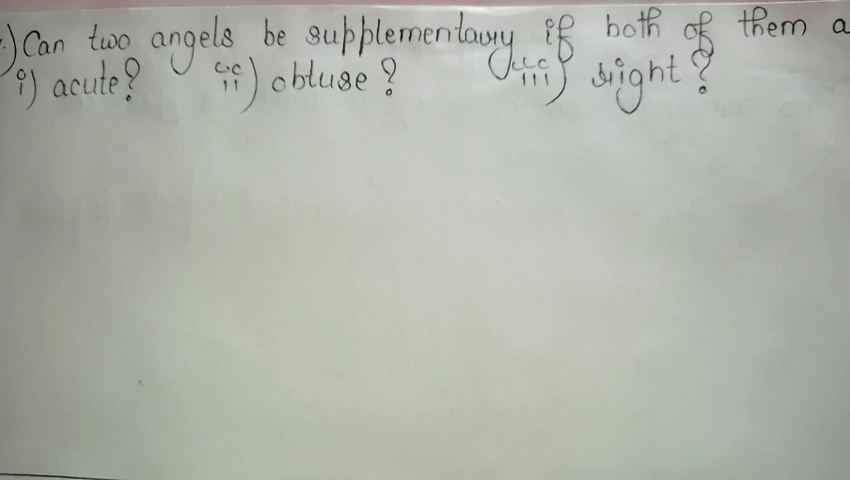 :) Can two angels be supplementary if both of them a
i) acute? ii) obtuse? iii) right?